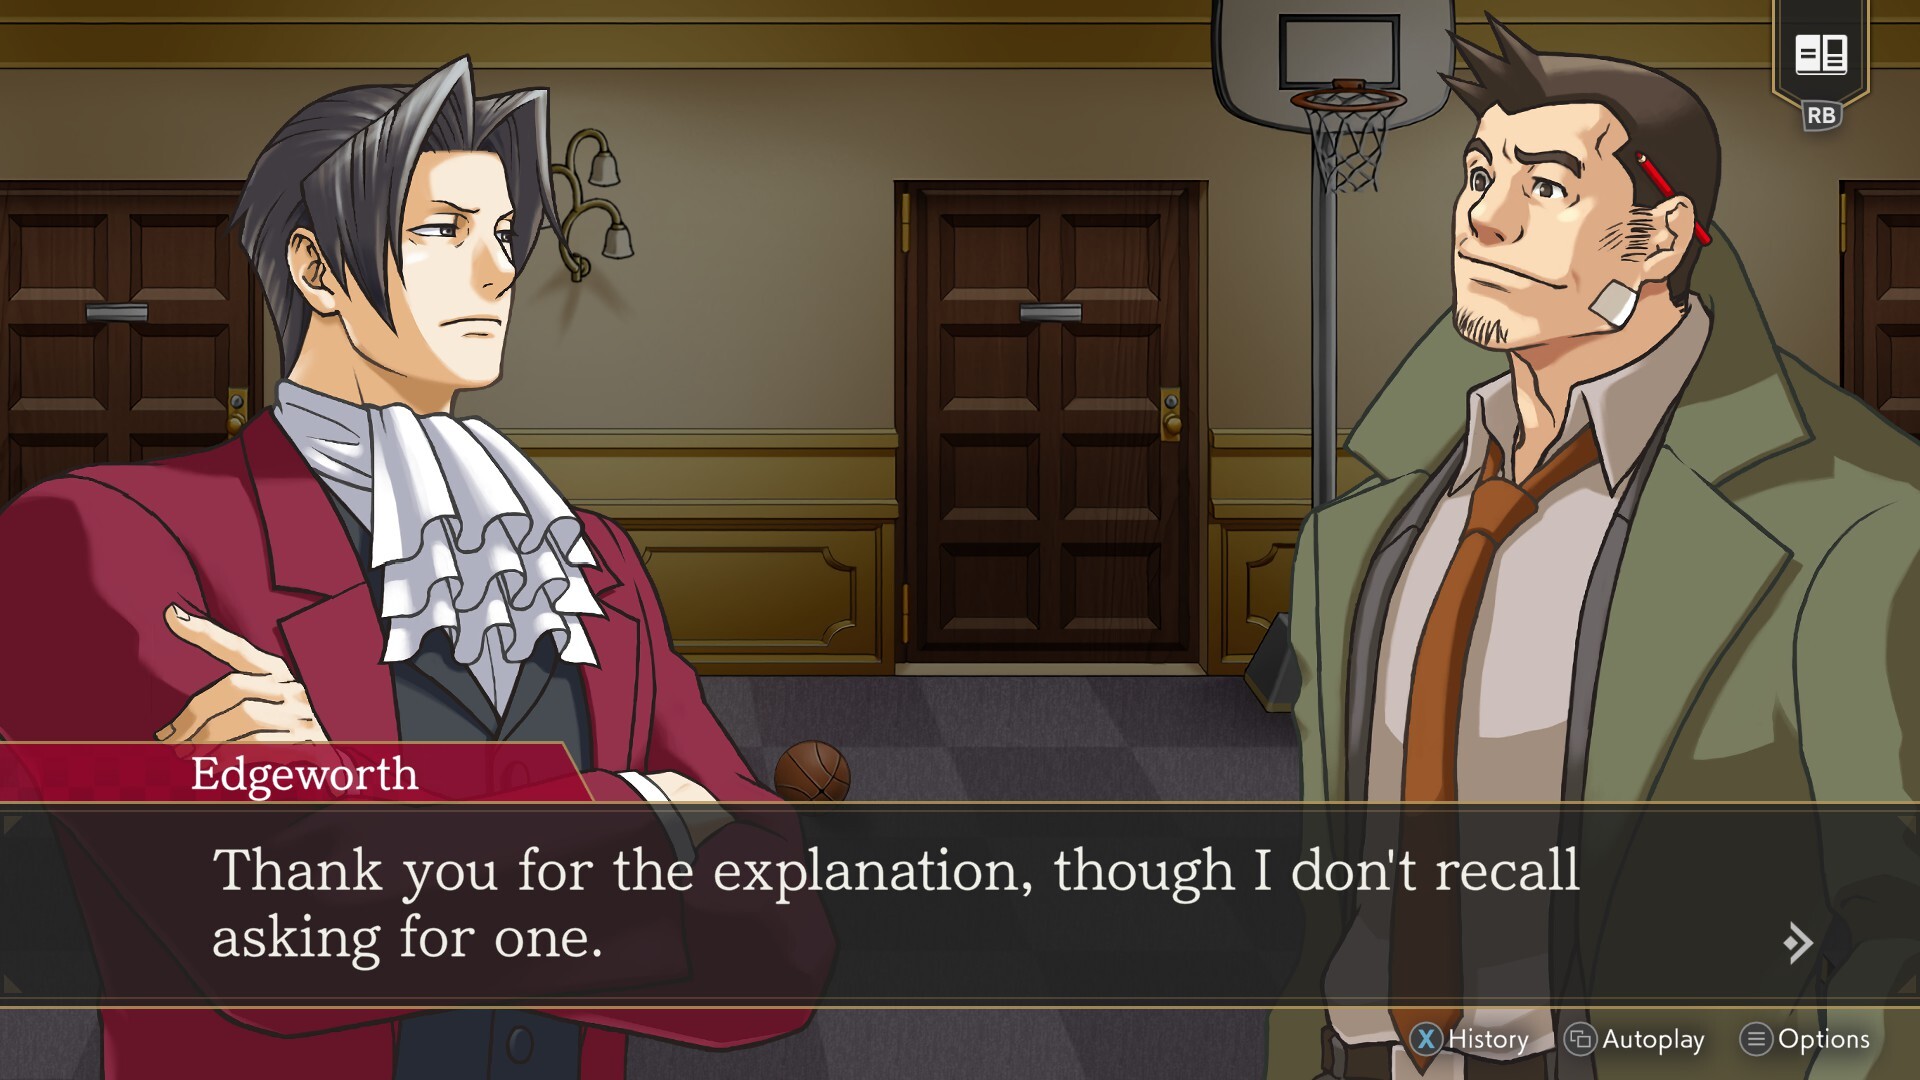 RB
Edgeworth
Thank you for the explanation, though I don't recall
asking for one.
X History Autoplay Options